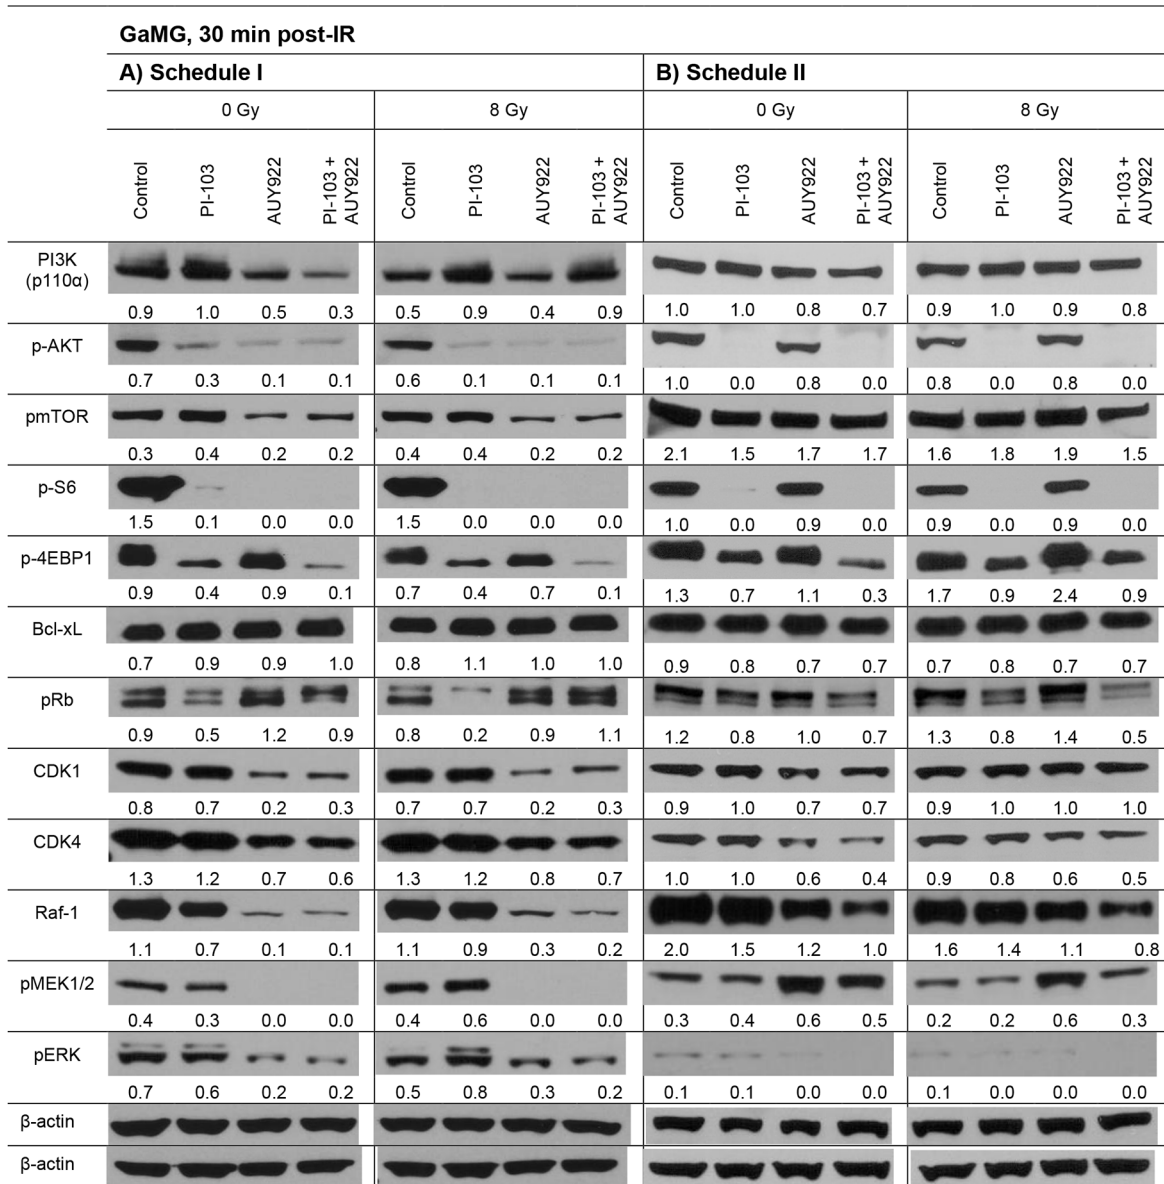 GaMG, 30 min post-IR
A) Schedule I B) Schedule II
0 Gy 8 Gy 0 Gy 8 Gy
Control PI-103 AUY922 PI-103 + AUY922 Control PI-103 AUY922 PI-103 + AUY922 Control PI-103 AUY922 PI-103 + AUY922 Control PI-103 AUY922 PI-103 + AUY922
PI3K
(p110α)
0.9 1.0 0.5 0.3 0.5 0.9 0.4 0.9 1.0 1.0 0.8 0.7 0.9 1.0 0.9 0.8
p-AKT
0.7 0.3 0.1 0.1 0.6 0.1 0.1 0.1 1.0 0.0 0.8 0.0 0.8 0.0 0.8 0.0
pmTOR
0.3 0.4 0.2 0.2 0.4 0.4 0.2 0.2 2.1 1.5 1.7 1.7 1.6 1.8 1.9 1.5
p-S6
1.5 0.1 0.0 0.0 1.5 0.0 0.0 0.0 1.0 0.0 0.9 0.0 0.9 0.0 0.9 0.0
p-4EBP1
0.9 0.4 0.9 0.1 0.7 0.4 0.7 0.1 1.3 0.7 1.1 0.3 1.7 0.9 2.4 0.9
Bcl-xL
0.7 0.9 0.9 1.0 0.8 1.1 1.0 1.0 0.9 0.8 0.7 0.7 0.7 0.8 0.7 0.7
pRb
0.9 0.5 1.2 0.9 0.8 0.2 0.9 1.1 1.2 0.8 1.0 0.7 1.3 0.8 1.4 0.5
CDK1
0.8 0.7 0.2 0.3 0.7 0.7 0.2 0.3 0.9 1.0 0.7 0.7 0.9 1.0 1.0 1.0
CDK4
1.3 1.2 0.7 0.6 1.3 1.2 0.8 0.7 1.0 1.0 0.6 0.4 0.9 0.8 0.6 0.5
Raf-1
1.1 0.7 0.1 0.1 1.1 0.9 0.3 0.2 2.0 1.5 1.2 1.0 1.6 1.4 1.1 0.8
pMEK1/2
0.4 0.3 0.0 0.0 0.4 0.6 0.0 0.0 0.3 0.4 0.6 0.5 0.2 0.2 0.6 0.3
pERK
0.7 0.6 0.2 0.2 0.5 0.8 0.3 0.2 0.1 0.1 0.0 0.0 0.1 0.0 0.0 0.0
β-actin
β-actin